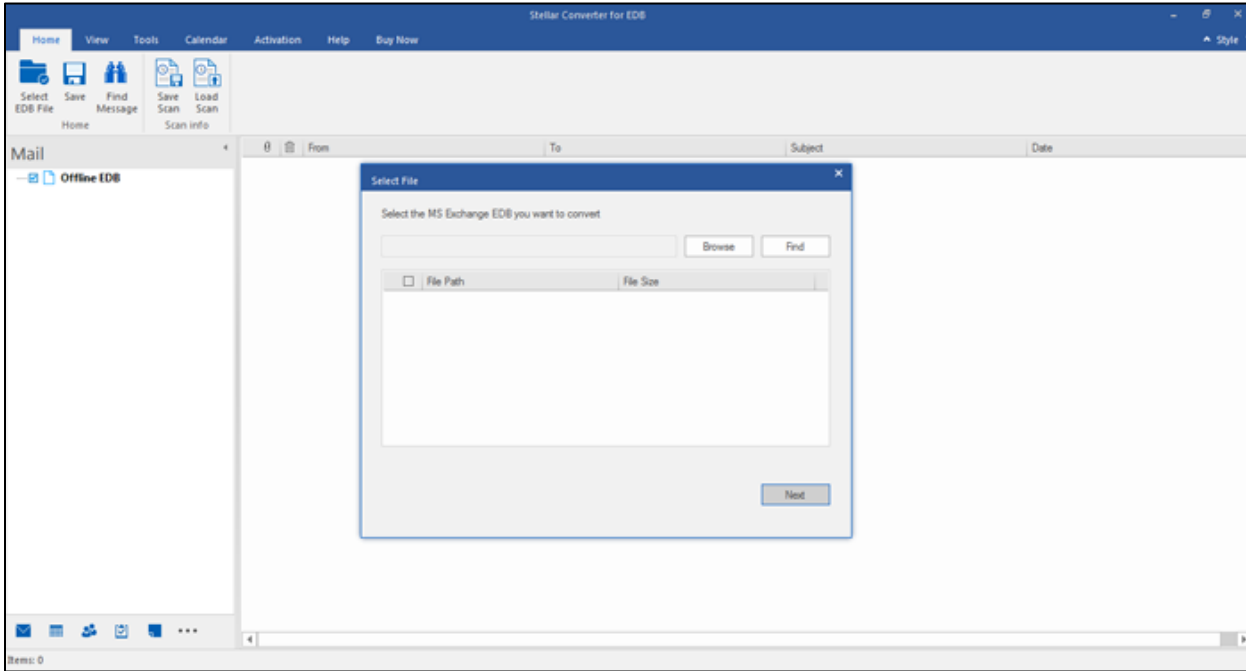 Stellar Converter for EDB
Home View Tools Calendar Activation Help Buy Now Style
Select EDB File Save Find Message Save Scan Load Scan
Home Scan info
Mail
From To Subject Date
Offline EDB
Select File
Select the MS Exchange EDB you want to convert
Browse Find
File Path File Size
Next
Items: 0